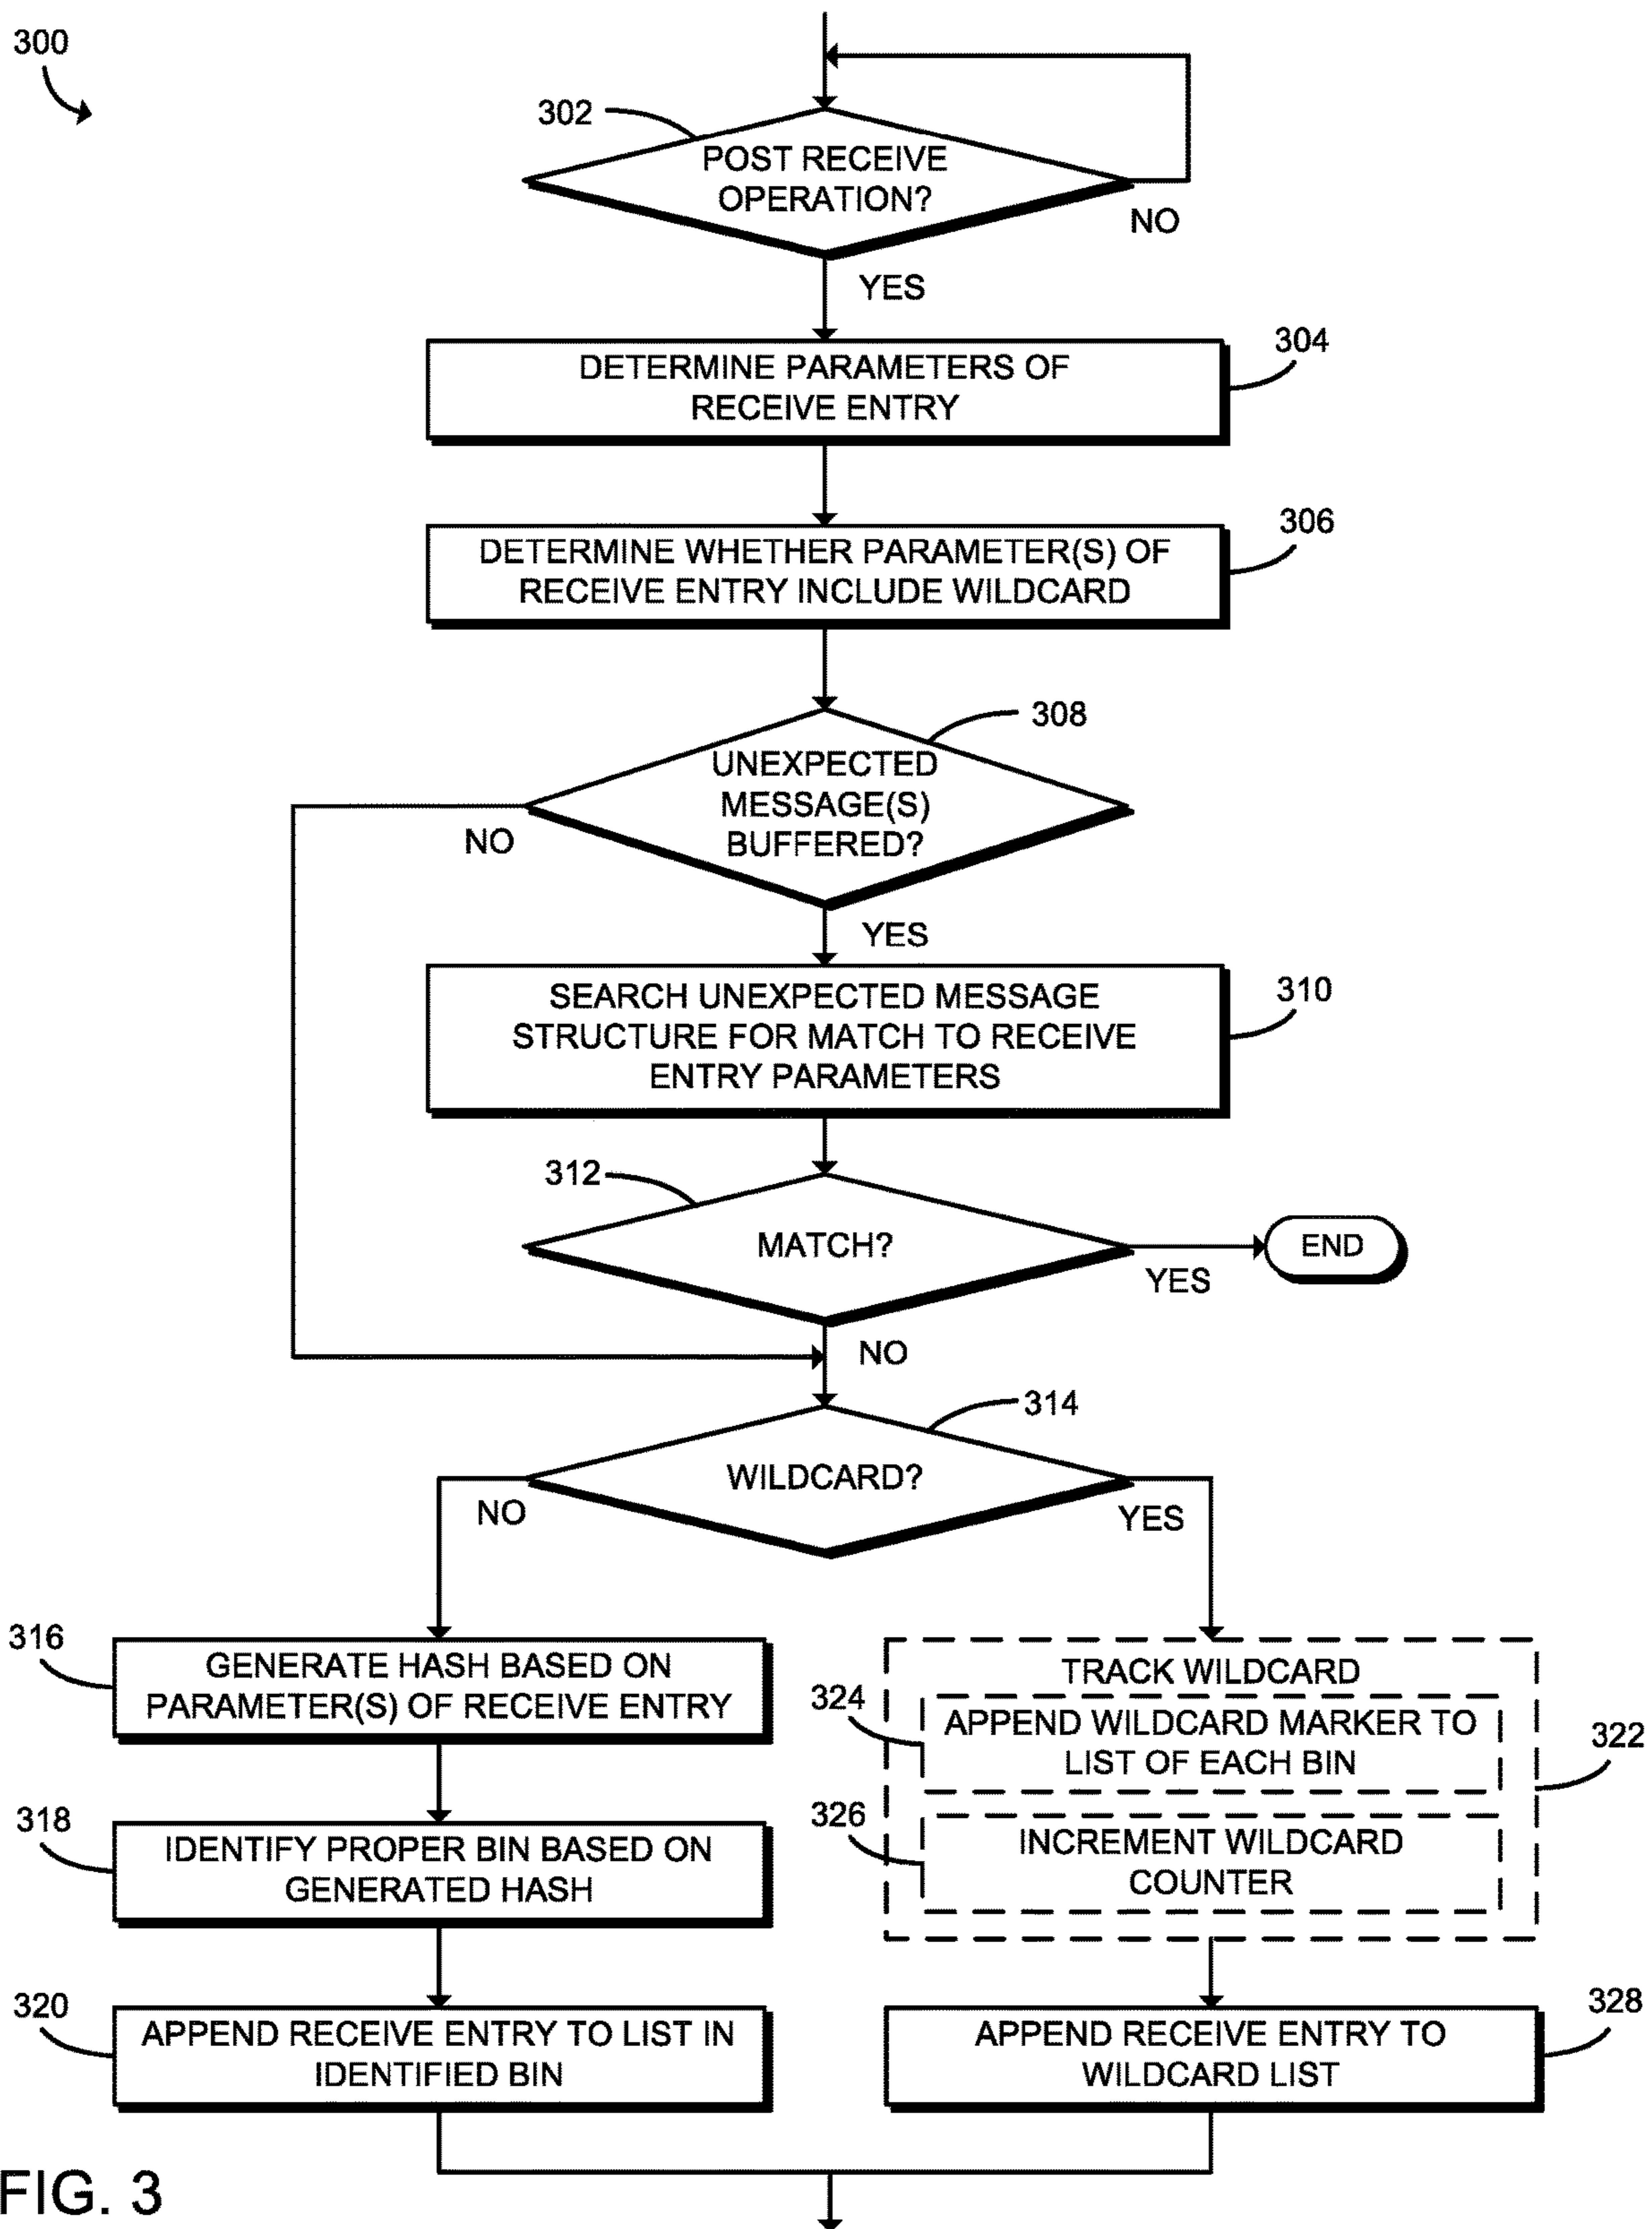 300
302
POST RECEIVE
OPERATION?
NO
YES
304
DETERMINE PARAMETERS OF
RECEIVE ENTRY
306
DETERMINE WHETHER PARAMETER(S) OF
RECEIVE ENTRY INCLUDE WILDCARD
308
UNEXPECTED
MESSAGE(S)
BUFFERED?
NO
YES
310
SEARCH UNEXPECTED MESSAGE
STRUCTURE FOR MATCH TO RECEIVE
ENTRY PARAMETERS
312
MATCH?
YES
END
NO
314
WILDCARD?
NO
YES
316
GENERATE HASH BASED ON
PARAMETER(S) OF RECEIVE ENTRY
318
IDENTIFY PROPER BIN BASED ON
GENERATED HASH
320
APPEND RECEIVE ENTRY TO LIST IN
IDENTIFIED BIN
TRACK WILDCARD
322
324
APPEND WILDCARD MARKER TO
LIST OF EACH BIN
326
INCREMENT WILDCARD
COUNTER
328
APPEND RECEIVE ENTRY TO
WILDCARD LIST
FIG. 3